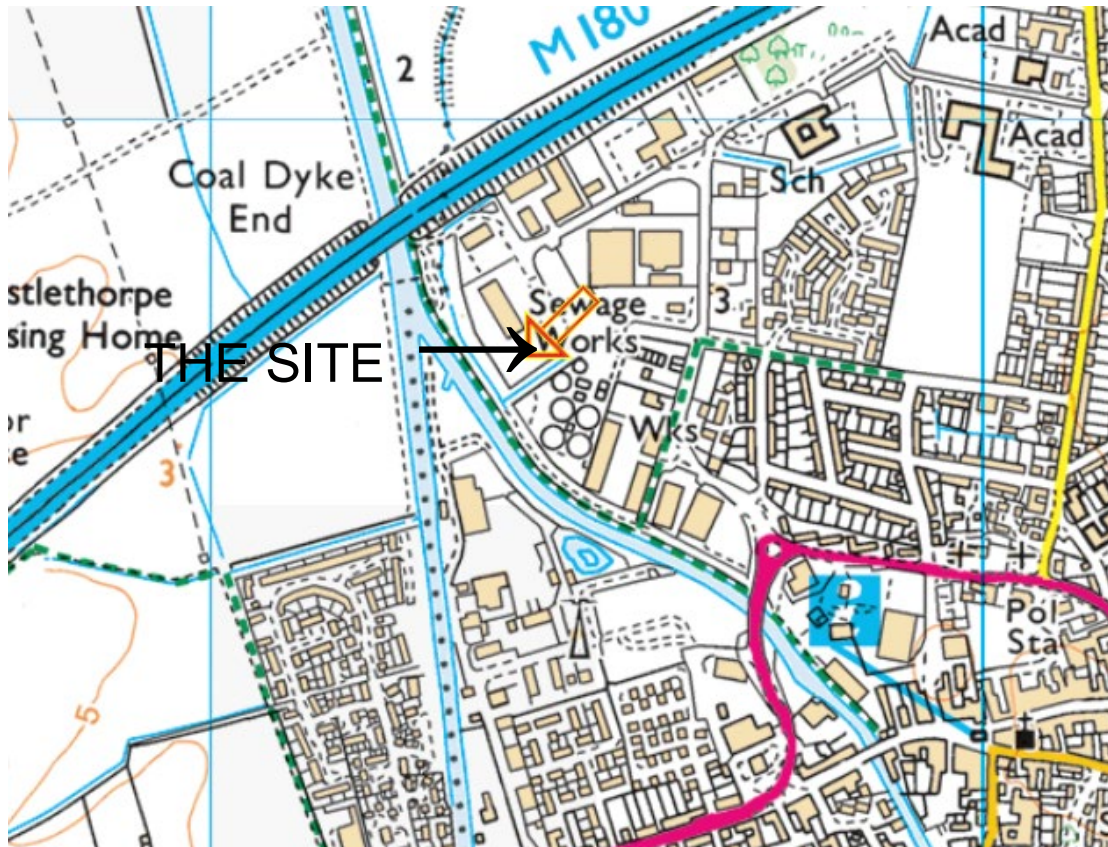 Acad
M 180
2
Acad
Coal Dyke
End
Sch
stlethorpe
sing Home
Sewage
Works
3
THE SITE
or
e
Wks
3
P
Pol
Sta
5